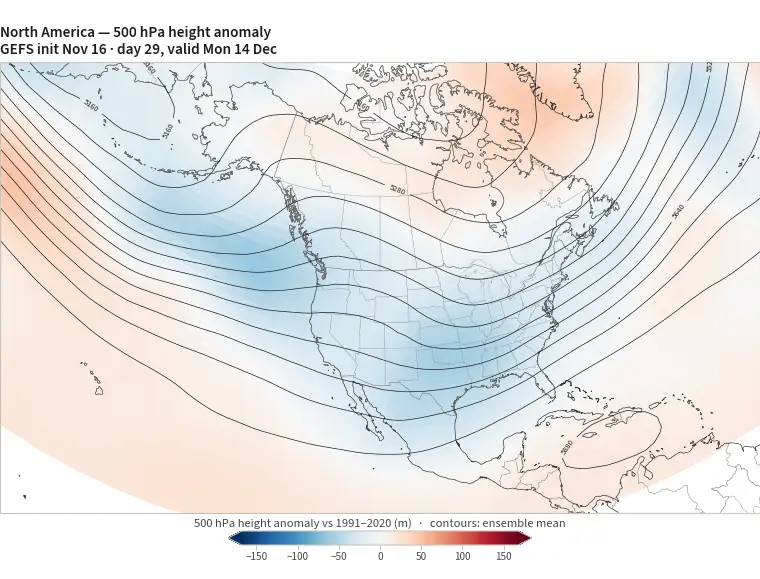 North America — 500 hPa height anomaly
GEFS init Nov 16 · day 29, valid Mon 14 Dec
5160
5160
5160
5280
5640
5880
500 hPa height anomaly vs 1991–2020 (m) · contours: ensemble mean
−150 −100 −50 0 50 100 150